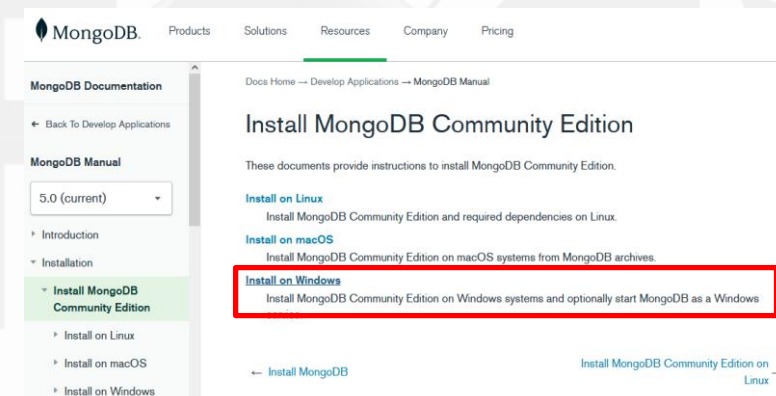 MongoDB.
Products
Solutions
Resources
Company
Pricing
MongoDB Documentation
← Back To Develop Applications
MongoDB Manual
5.0 (current)
Introduction
Installation
Install MongoDB
Community Edition
Install on Linux
Install on macOS
Install on Windows
Docs Home → Develop Applications → MongoDB Manual
Install MongoDB Community Edition
These documents provide instructions to install MongoDB Community Edition.
Install on Linux
Install MongoDB Community Edition and required dependencies on Linux.
Install on macOS
Install MongoDB Community Edition on macOS systems from MongoDB archives.
Install on Windows
Install MongoDB Community Edition on Windows systems and optionally start MongoDB as a Windows
← Install MongoDB
Install MongoDB Community Edition on
Linux